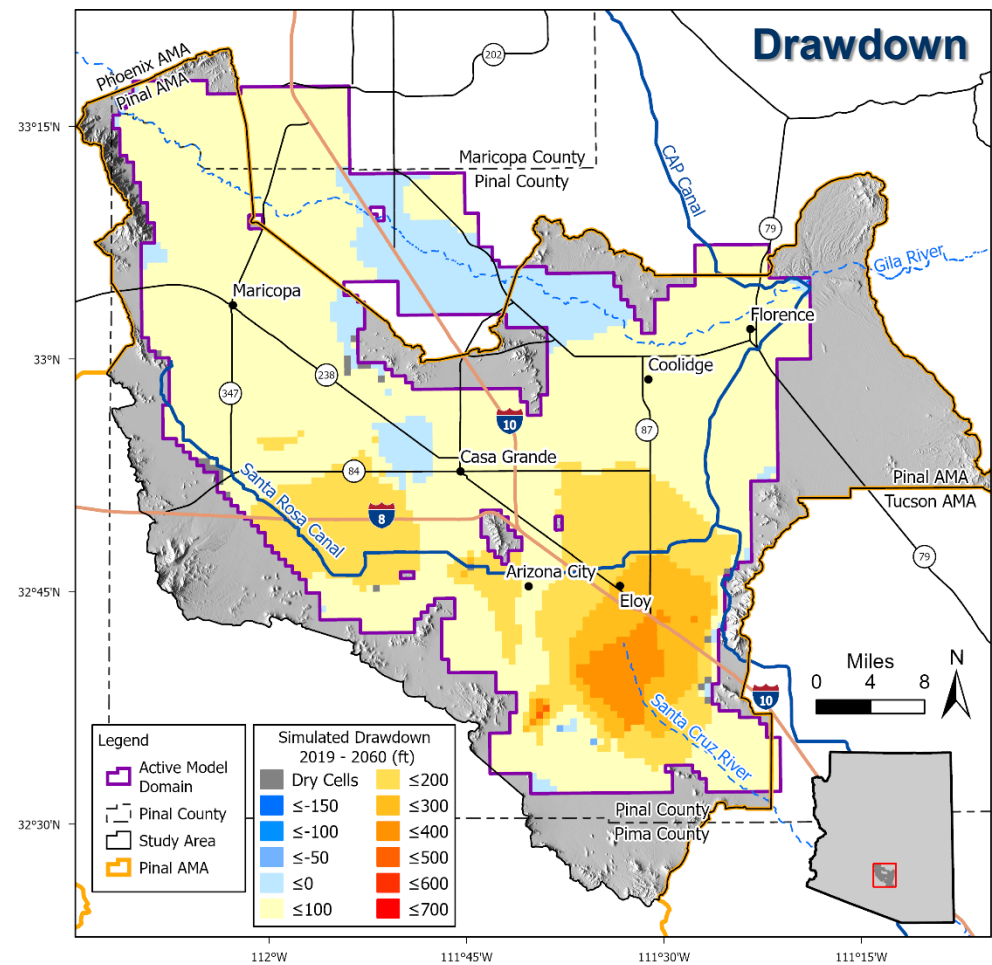 Drawdown
Phoenix AMA
Pinal AMA
202
33°15'
Maricopa County
Pinal County
CAP Canal
79
Gila River
Maricopa
Florence
33°
Coolidge
238
347
10
87
Casa Grande
84
Pinal AMA
Tucson AMA
Santa Rosa Canal
8
79
Arizona City
32°45'
Eloy
Miles
N
0 4 8
10
Santa Cruz River
Legend
Active Model
Domain
Pinal County
Study Area
Pinal AMA
Simulated Drawdown
2019 - 2060 (ft)
Dry Cells
≤-150
≤-100
≤-50
≤0
≤100
≤200
≤300
≤400
≤500
≤600
≤700
Pinal County
Pima County
32°30'
112°W
111°45'W
111°30'W
111°15'W